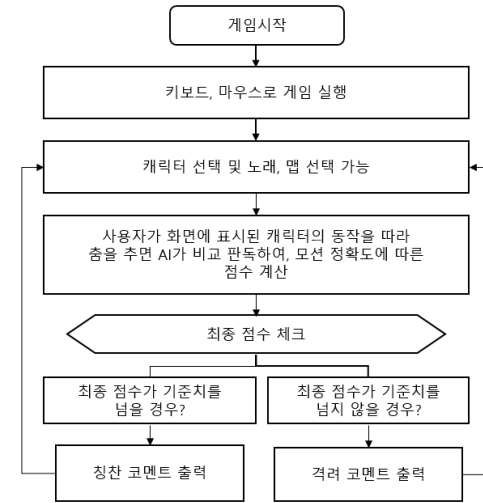 게임시작
키보드, 마우스로 게임 실행
캐릭터 선택 및 노래, 맵 선택 가능
사용자가 화면에 표시된 캐릭터의 동작을 따라
춤을 추면 AI가 비교 판독하여, 모션 정확도에 따른
점수 계산
최종 점수 체크
최종 점수가 기준치를
넘을 경우?
최종 점수가 기준치를
넘지 않을 경우?
칭찬 코멘트 출력
격려 코멘트 출력